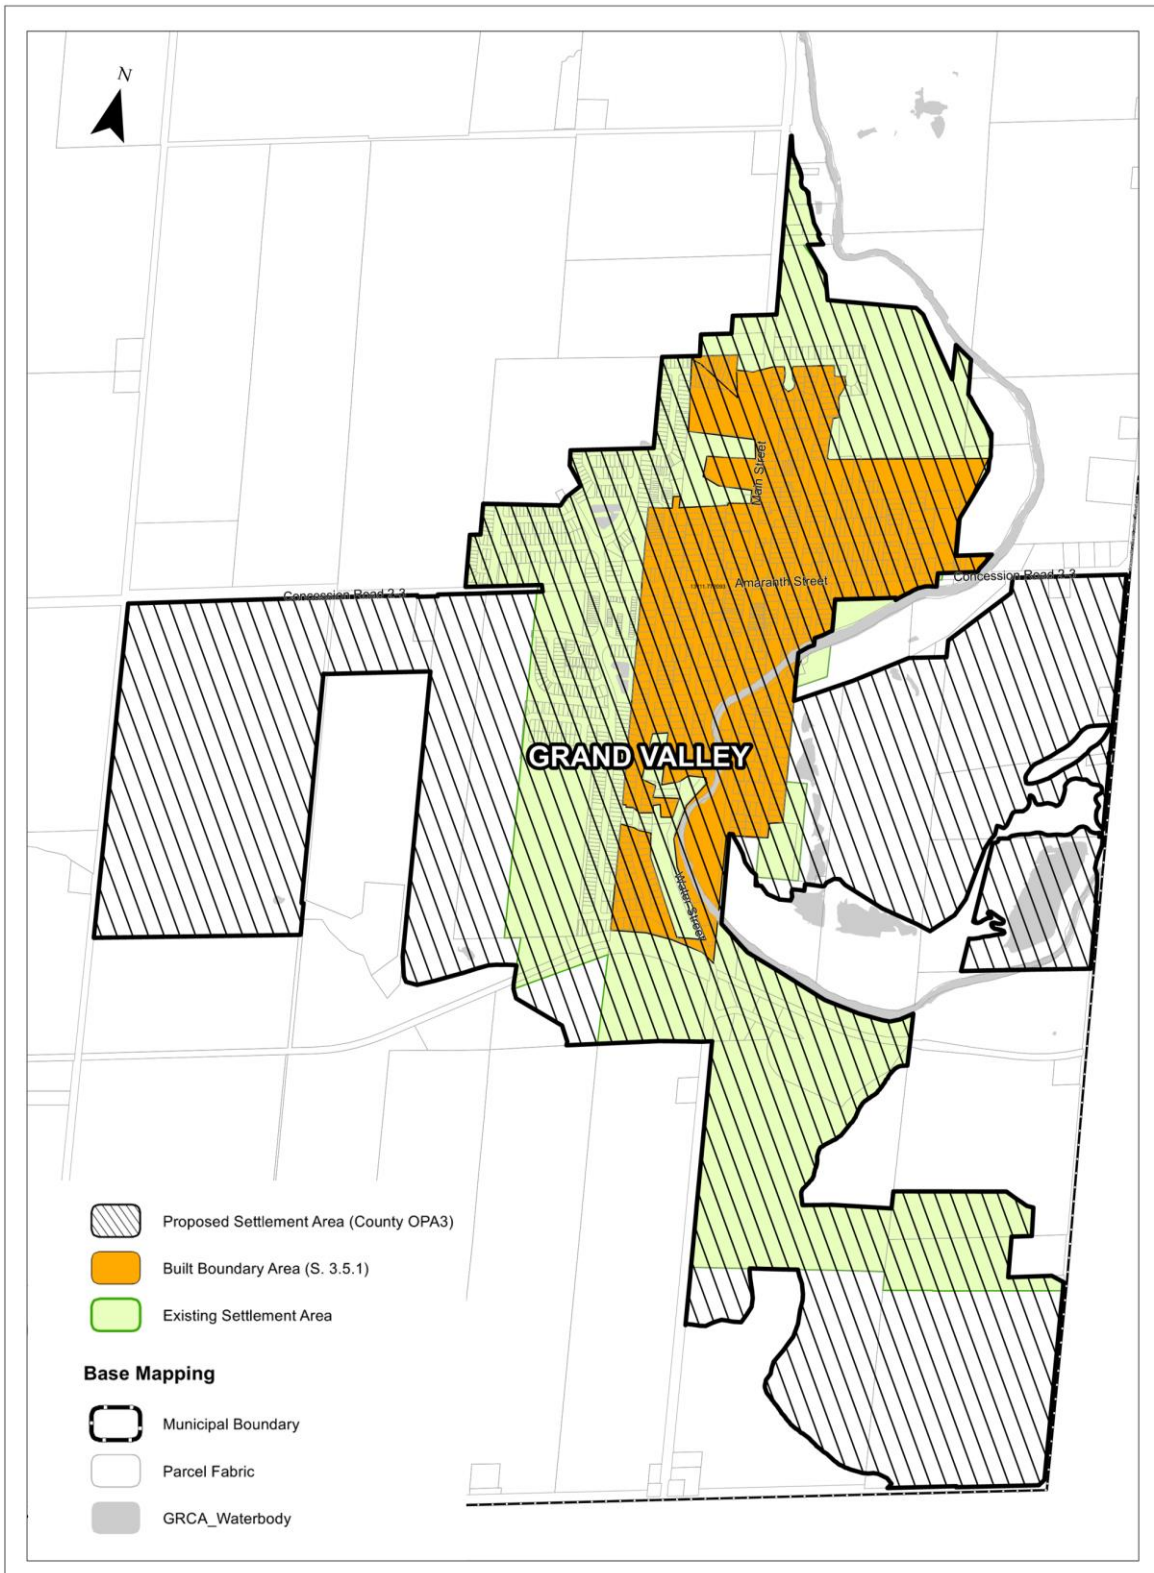 N
Main Street
Amaranth Street
Concession Road 2-3
Concession Road 2-3
GRAND VALLEY
Water Street
Proposed Settlement Area (County OPA3)
Built Boundary Area (S. 3.5.1)
Existing Settlement Area
Base Mapping
Municipal Boundary
Parcel Fabric
GRCA_Waterbody